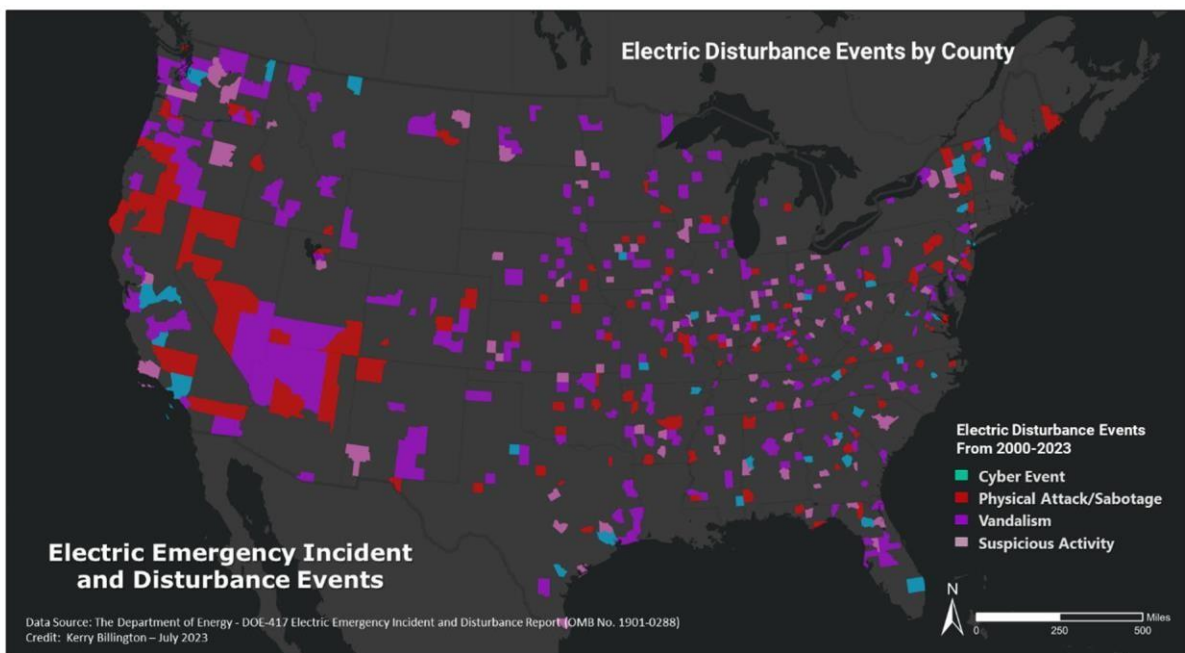 Electric Disturbance Events by County
Electric Disturbance Events
From 2000-2023
Cyber Event
Physical Attack/Sabotage
Vandalism
Suspicious Activity
Electric Emergency Incident
and Disturbance Events
Data Source: The Department of Energy - DOE-417 Electric Emergency Incident and Disturbance Report (OMB No. 1901-0288)
Credit: Kerry Billington – July 2023
N
Miles
0 250 500